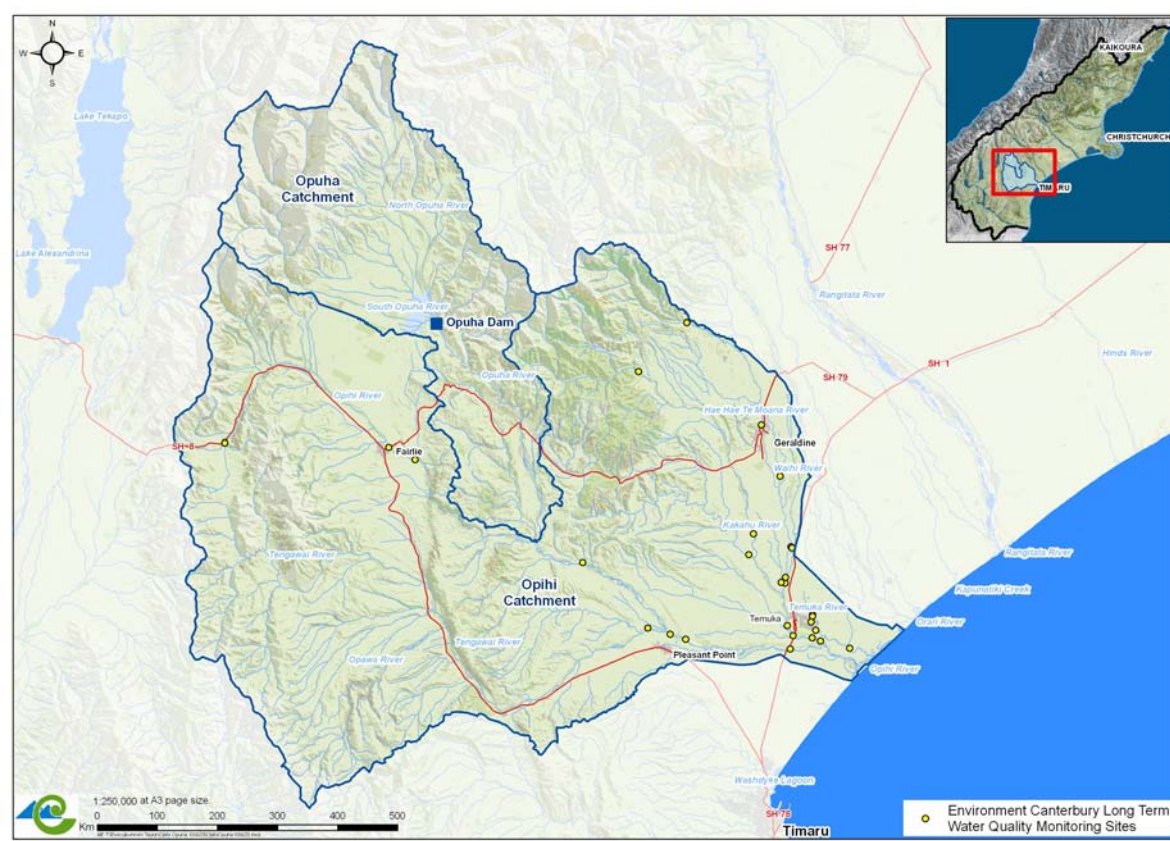 N
W E
S
Lake Tekapo
Lake Alexandrina
Opuha
Catchment
North Opuha River
South Opuha River
Opuha Dam
Opuha River
Opihi River
SH 8
Fairlie
Tengawai River
Opawa River
Tengawai River
Opihi
Catchment
Pleasant Point
Hae Hae Te Moana River
Geraldine
Waihi River
Kakahu River
Temuka
Temuka River
SH 77
Rangitata River
SH 79
SH 1
Hinds River
Rangitata River
Kapunatiki Creek
Orari River
Opihi River
Washdyke Lagoon
SH 78
Timaru
KAIKOURA
CHRISTCHURCH
TIMARU
1:250,000 at A3 page size.
0 100 200 300 400 500
Km
Environment Canterbury Long Term
Water Quality Monitoring Sites